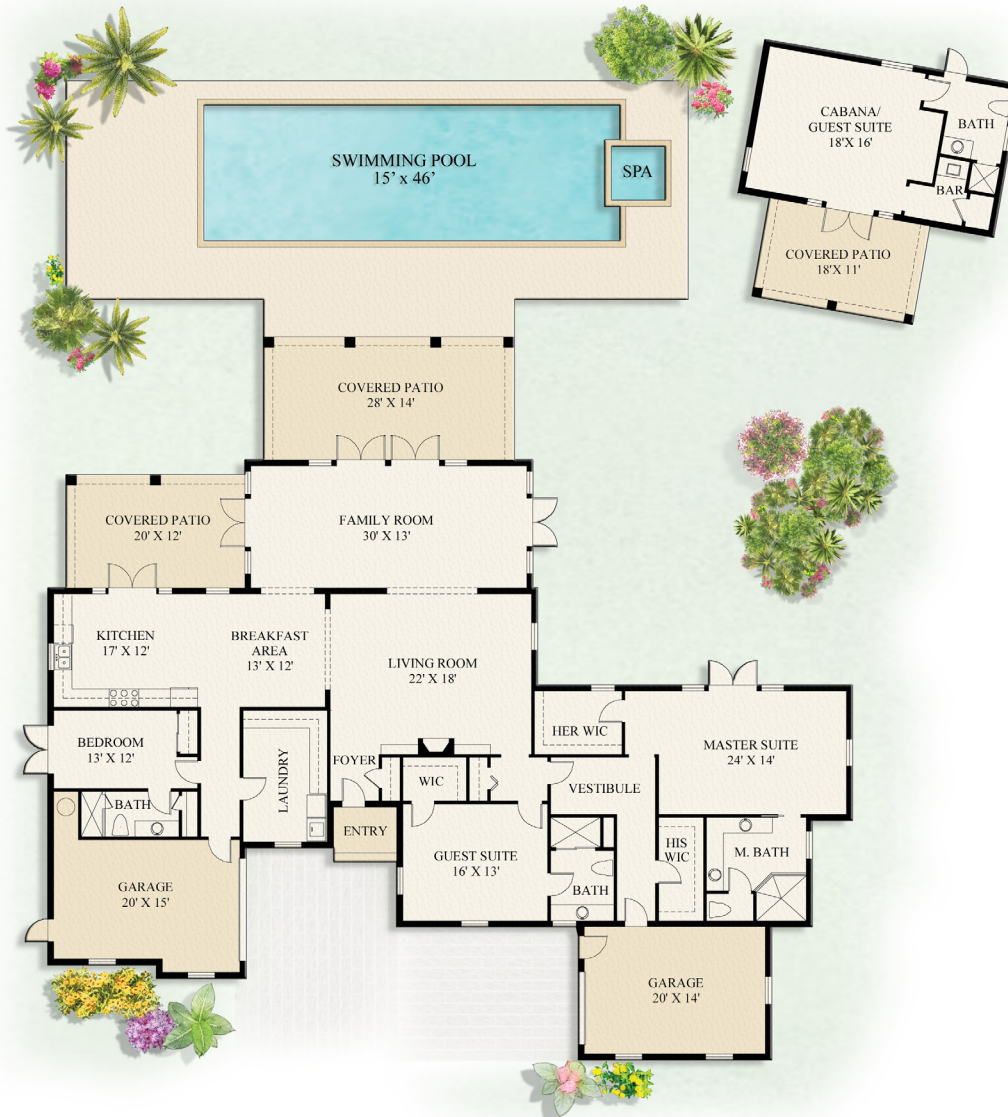 SWIMMING POOL
15' x 46'
SPA
CABANA/
GUEST SUITE
18'X 16'
BATH
BAR
COVERED PATIO
18'X 11'
COVERED PATIO
28' X 14'
COVERED PATIO
20' X 12'
FAMILY ROOM
30' X 13'
KITCHEN
17' X 12'
BREAKFAST
AREA
13' X 12'
LIVING ROOM
22' X 18'
BEDROOM
13' X 12'
BATH
LAUNDRY
FOYER
WIC
HER WIC
MASTER SUITE
24' X 14'
VESTIBULE
ENTRY
GUEST SUITE
16' X 13'
BATH
HIS
WIC
M. BATH
GARAGE
20' X 15'
GARAGE
20' X 14'